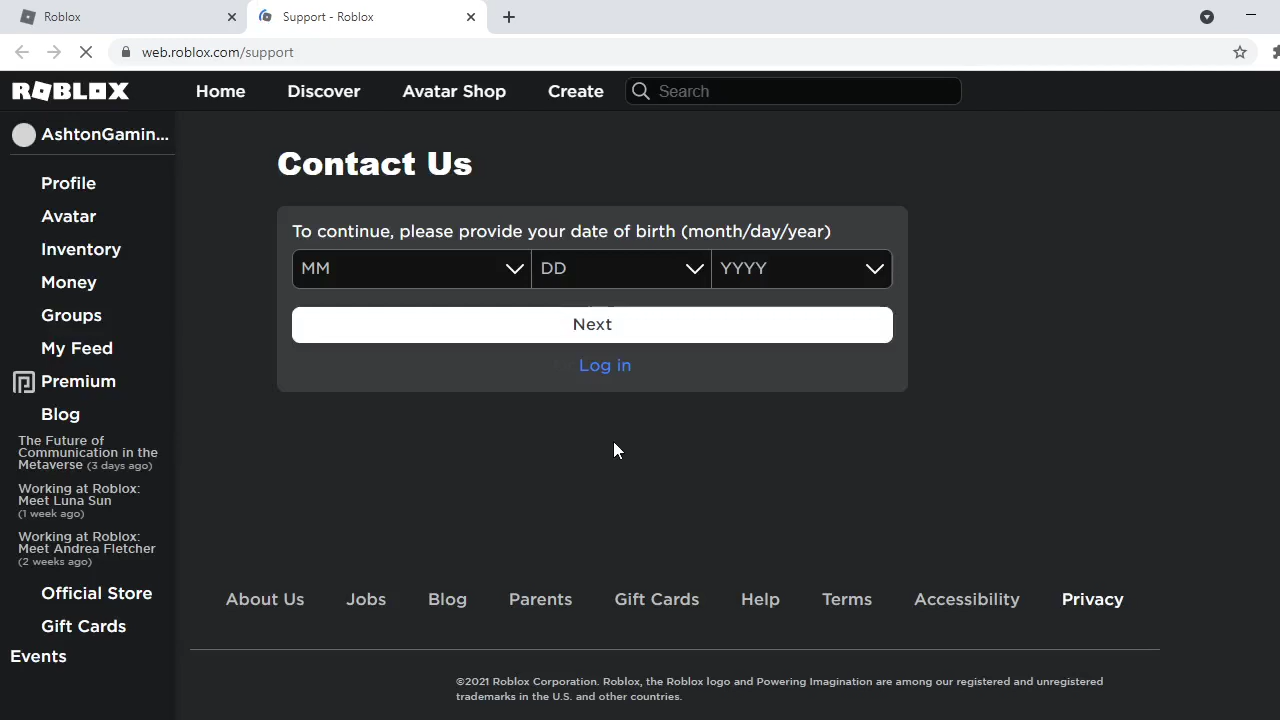 Roblox
Support - Roblox
web.roblox.com/support
ROBLOX
Home Discover Avatar Shop Create Search
AshtonGamin...
Profile
Avatar
Inventory
Money
Groups
My Feed
Premium
Blog
The Future of
Communication in the
Metaverse (3 days ago)
Working at Roblox:
Meet Luna Sun
(1 week ago)
Working at Roblox:
Meet Andrea Fletcher
(2 weeks ago)
Official Store
Gift Cards
Events
Contact Us
To continue, please provide your date of birth (month/day/year)
MM DD YYYY
Next
Log in
About Us Jobs Blog Parents Gift Cards Help Terms Accessibility Privacy
©2021 Roblox Corporation. Roblox, the Roblox logo and Powering Imagination are among our registered and unregistered
trademarks in the U.S. and other countries.